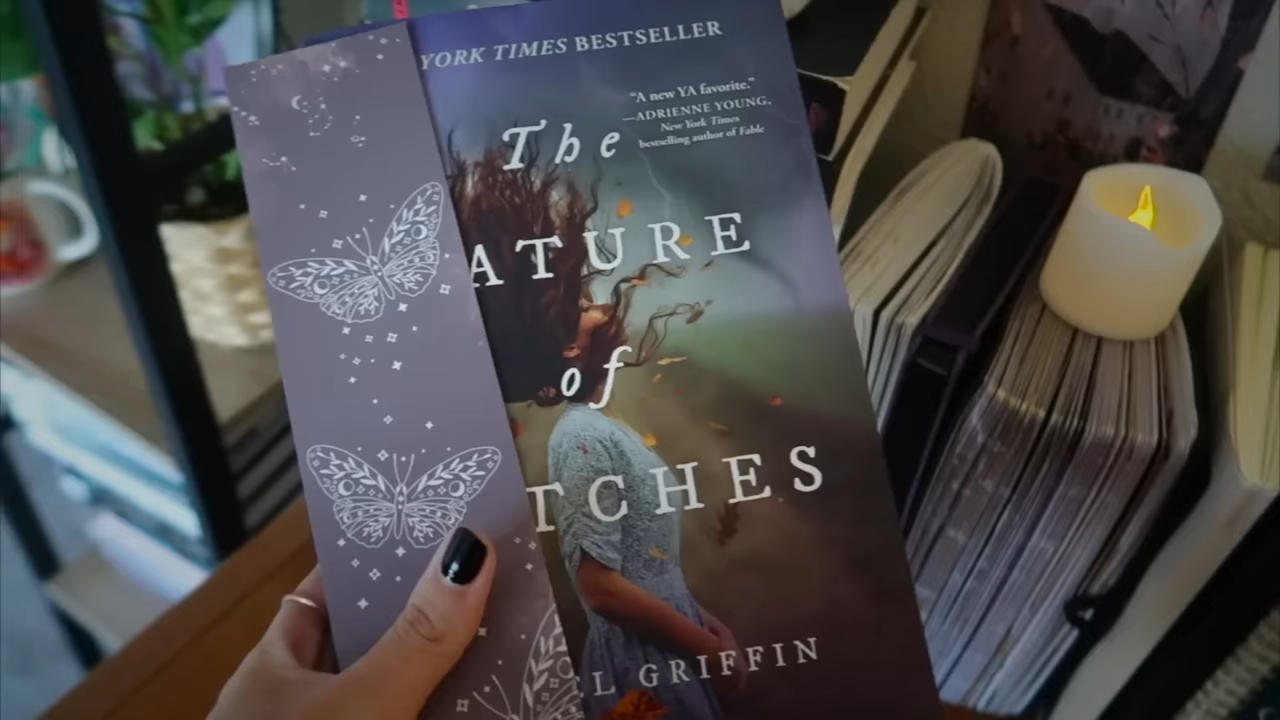 YORK TIMES BESTSELLER
"A new YA favorite."
—ADRIENNE YOUNG,
New York Times
bestselling author of Fable
The
ATURE
of
TCHES
EL GRIFFIN